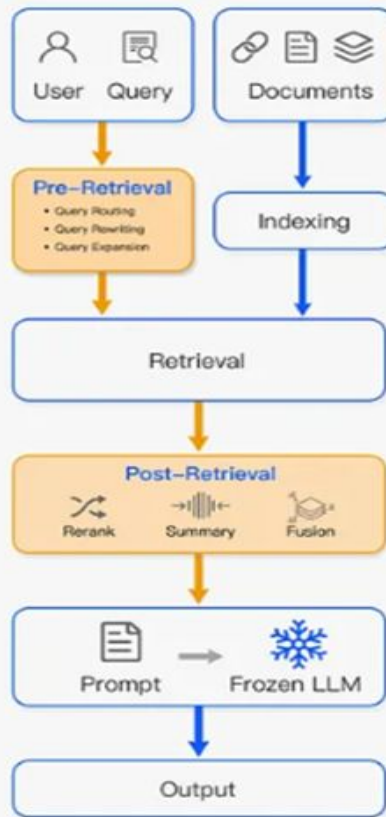 User Query
Documents
Pre-Retrieval
• Query Routing
• Query Rewriting
• Query Expansion
Indexing
Retrieval
Post-Retrieval
Rerank Summary Fusion
Prompt Frozen LLM
Output